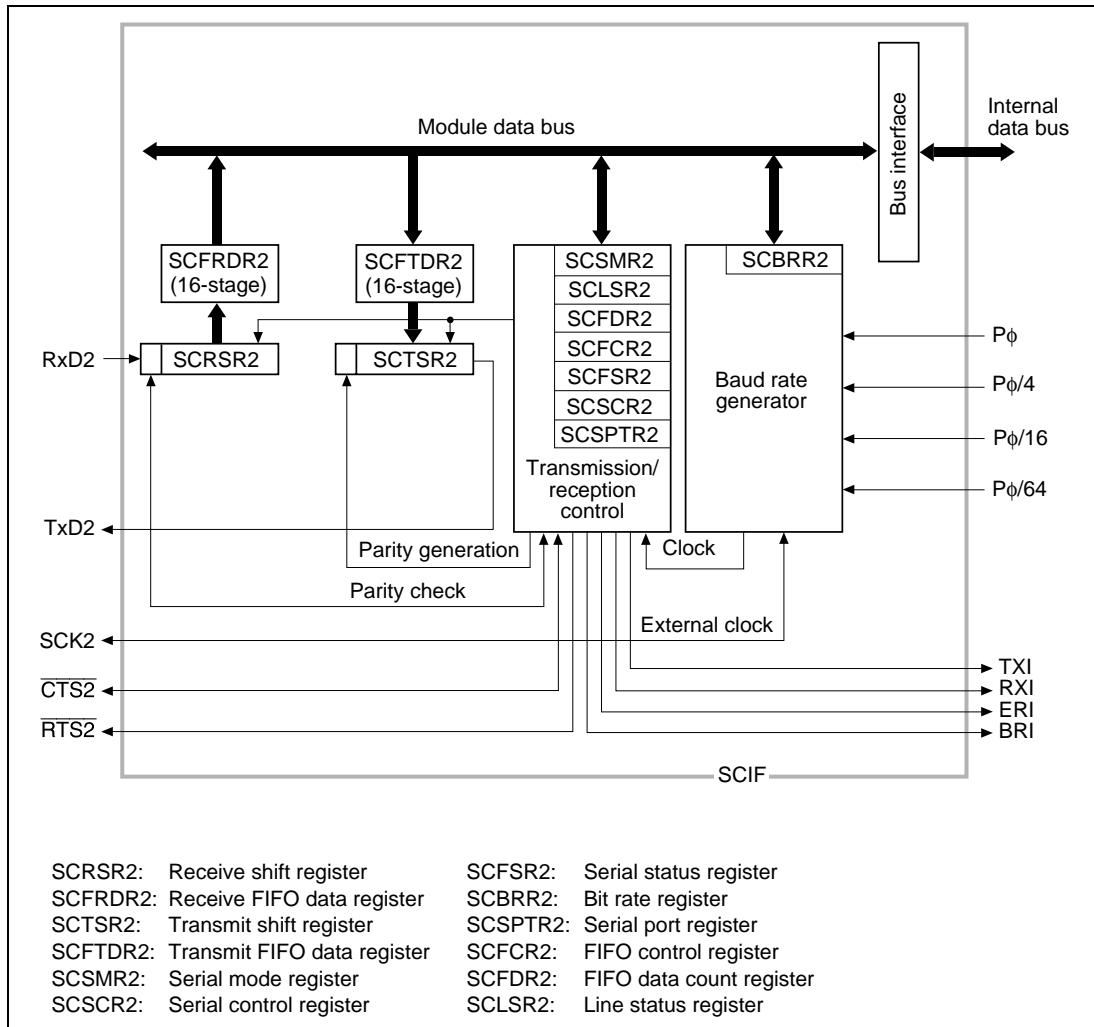 Module data bus
Bus interface
Internal
data bus
SCFRDR2
(16-stage)
SCFTDR2
(16-stage)
SCSMR2
SCLSR2
SCFDR2
SCFCR2
SCFSR2
SCSCR2
SCSPTR2
Transmission/
reception
control
SCBRR2
Baud rate
generator
RxD2
SCRSR2
SCTSR2
Pϕ
Pϕ/4
Pϕ/16
Pϕ/64
TxD2
Parity generation
Parity check
Clock
SCK2
External clock
CTS2
RTS2
TXI
RXI
ERI
BRI
SCIF
SCRSR2: Receive shift register
SCFRDR2: Receive FIFO data register
SCTSR2: Transmit shift register
SCFTDR2: Transmit FIFO data register
SCSMR2: Serial mode register
SCSCR2: Serial control register
SCFSR2: Serial status register
SCBRR2: Bit rate register
SCSPTR2: Serial port register
SCFCR2: FIFO control register
SCFDR2: FIFO data count register
SCLSR2: Line status register